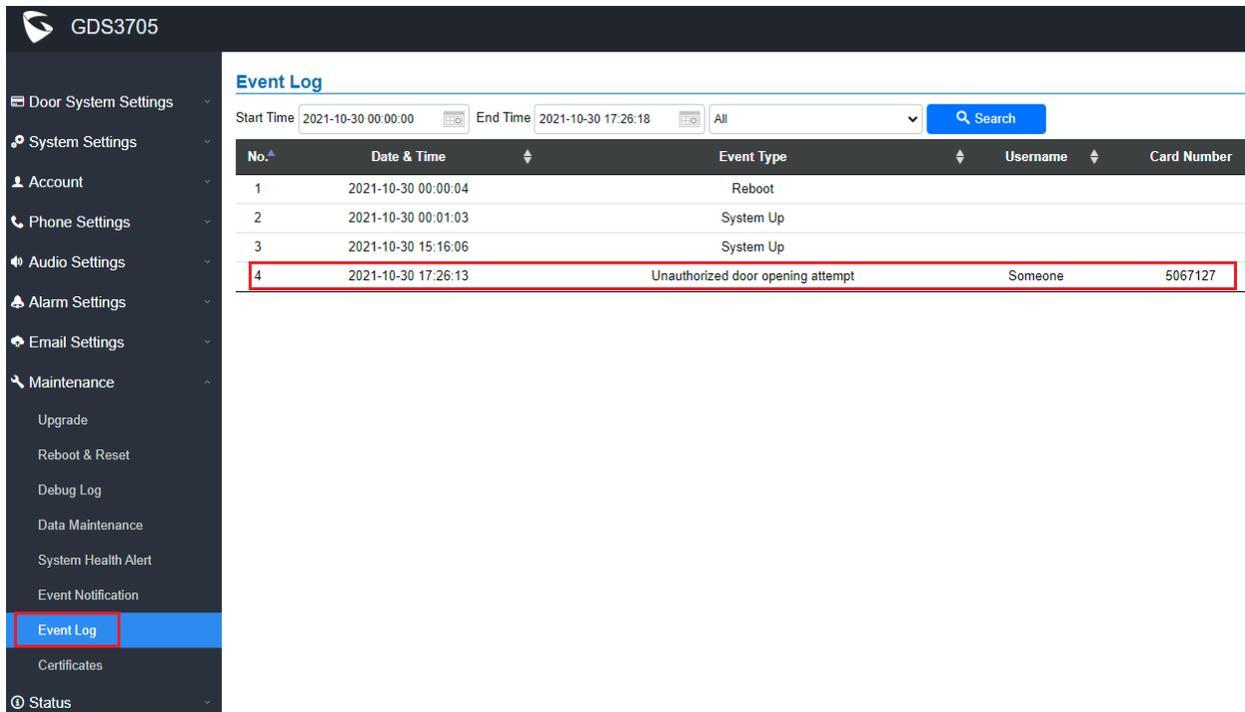 GDS3705
Door System Settings
System Settings
Account
Phone Settings
Audio Settings
Alarm Settings
Email Settings
Maintenance
Upgrade
Reboot & Reset
Debug Log
Data Maintenance
System Health Alert
Event Notification
Event Log
Certificates
Status
Event Log
Start Time 2021-10-30 00:00:00 End Time 2021-10-30 17:26:18 All Search
No. Date & Time Event Type Username Card Number
1 2021-10-30 00:00:04 Reboot
2 2021-10-30 00:01:03 System Up
3 2021-10-30 15:16:06 System Up
4 2021-10-30 17:26:13 Unauthorized door opening attempt Someone 5067127